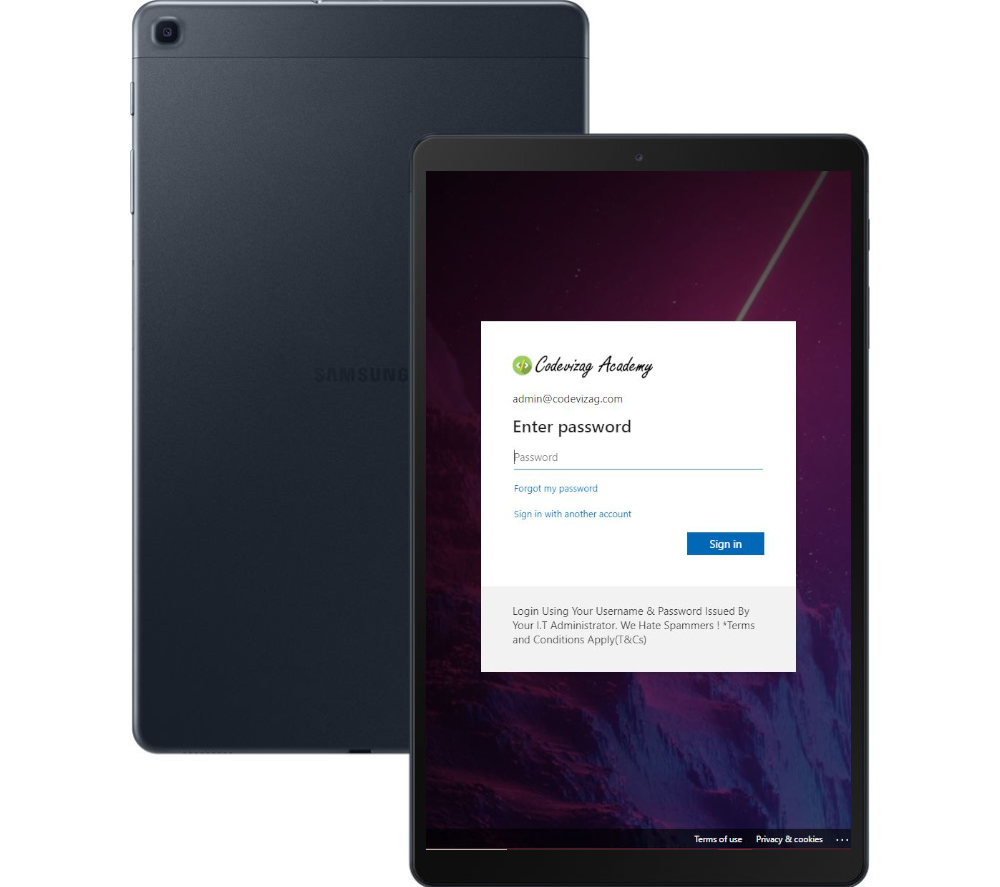 SAMSUNG
Codevizag Academy
admin@codevizag.com
Enter password
Password
Forgot my password
Sign in with another account
Sign in
Login Using Your Username & Password Issued By
Your I.T Administrator. We Hate Spammers ! *Terms
and Conditions Apply(T&Cs)
Terms of use Privacy & cookies ...